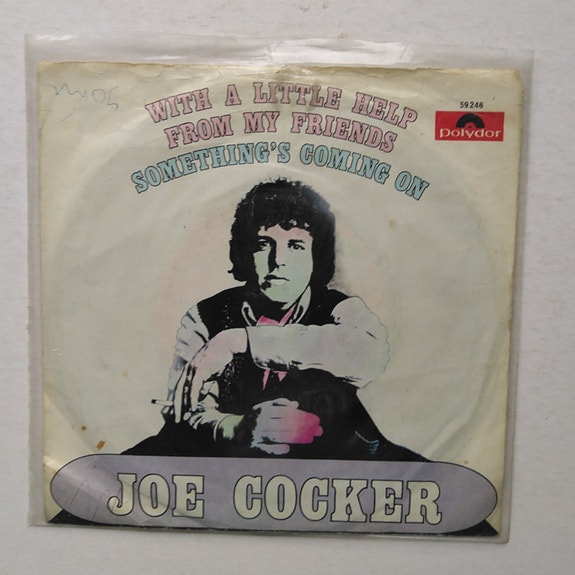 WITH A LITTLE HELP
FROM MY FRIENDS
SOMETHING'S COMING ON
59 246
polydor
JOE COCKER